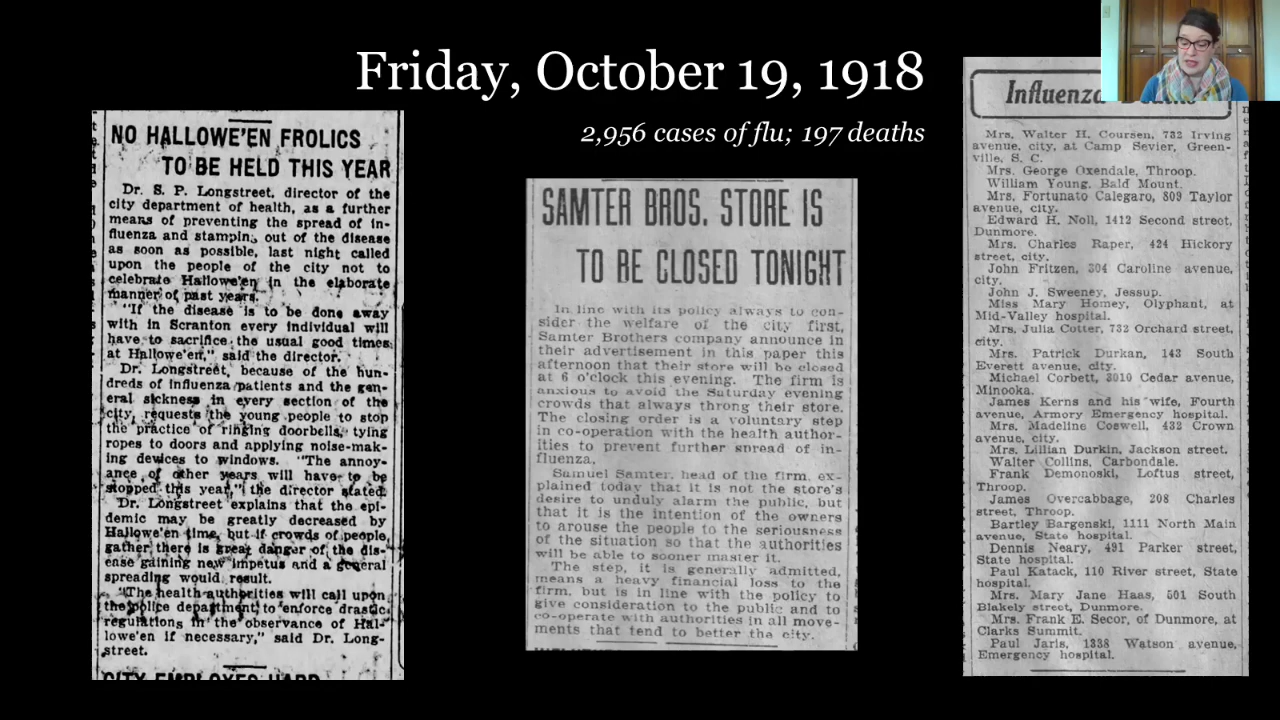 Friday, October 19, 1918
2,956 cases of flu; 197 deaths
NO HALLOWE'EN FROLICS
TO BE HELD THIS YEAR
Dr. S. P. Longstreet, director of the
city department of health, as a further
means of preventing the spread of in-
fluenza and stamping out of the disease
as soon as possible, last night called
upon the people of the city not to
celebrate Hallowe'en in the elaborate
manner of past years.
"If the disease is to be done away
with in Scranton every individual will
have to sacrifice the usual good times
at Hallowe'en," said the director.
Dr. Longstreet, because of the hun-
dreds of influenza patients and the gen-
eral sickness in every section of the
city, requests the young people to stop
the practice of ringing doorbells, tying
ropes to doors and applying noise-mak-
ing devices to windows. "The annoy-
ance of other years will have to be
stopped this year," the director stated.
Dr. Longstreet explains that the epi-
demic may be greatly decreased by
Hallowe'en time, but if crowds of people
gather there is great danger of the dis-
ease gaining new impetus and a general
spreading would result.
"The health authorities will call upon
the police department to enforce drastic
regulations in the observance of Hal-
lowe'en if necessary," said Dr. Long-
street.
CITY EMPLOYES HARD
SAMTER BROS. STORE IS
TO BE CLOSED TONIGHT
In line with its policy always to con-
sider the welfare of the city first,
Samter Brothers company announce in
their advertisement in this paper this
afternoon that their store will be closed
at 6 o'clock this evening. The firm is
anxious to avoid the Saturday evening
crowds that always throng their store.
The closing order is a voluntary step
in co-operation with the health author-
ities to prevent further spread of in-
fluenza.
Samuel Samter, head of the firm, ex-
plained today that it is not the store's
desire to unduly alarm the public, but
that it is the intention of the owners
to arouse the people to the seriousness
of the situation so that the authorities
will be able to sooner master it.
The step, it is generally admitted,
means a heavy financial loss to the
firm, but is in line with the policy to
give consideration to the public and to
co-operate with authorities in all move-
ments that tend to better the city.
Influenza
Mrs. Walter H. Coursen, 732 Irving
avenue, city, at Camp Sevier, Green-
ville, S. C.
Mrs. George Oxendale, Throop.
William Young, Bald Mount.
Mrs. Fortunato Calegaro, 809 Taylor
avenue, city.
Edward H. Noll, 1412 Second street,
Dunmore.
Mrs. Charles Raper, 424 Hickory
street, city.
John Fritzen, 304 Caroline avenue,
city.
John J. Sweeney, Jessup.
Miss Mary Homey, Olyphant, at
Mid-Valley hospital.
Mrs. Julia Cotter, 732 Orchard street,
city.
Mrs. Patrick Durkan, 143 South
Everett avenue, city.
Michael Corbett, 3010 Cedar avenue,
Minooka.
James Kerns and his wife, Fourth
avenue, Armory Emergency hospital.
Mrs. Madeline Coswell, 432 Crown
avenue, city.
Mrs. Lillian Durkin, Jackson street.
Walter Collins, Carbondale.
Frank Demonoski, Loftus street,
Throop.
James Overcabbage, 208 Charles
street, Throop.
Bartley Bargenski, 1111 North Main
avenue, State hospital.
Dennis Neary, 491 Parker street,
State hospital.
Paul Katack, 110 River street, State
hospital.
Mrs. Mary Jane Haas, 501 South
Blakely street, Dunmore.
Mrs. Frank E. Secor, of Dunmore, at
Clarks Summit.
Paul Jaris, 1338 Watson avenue,
Emergency hospital.